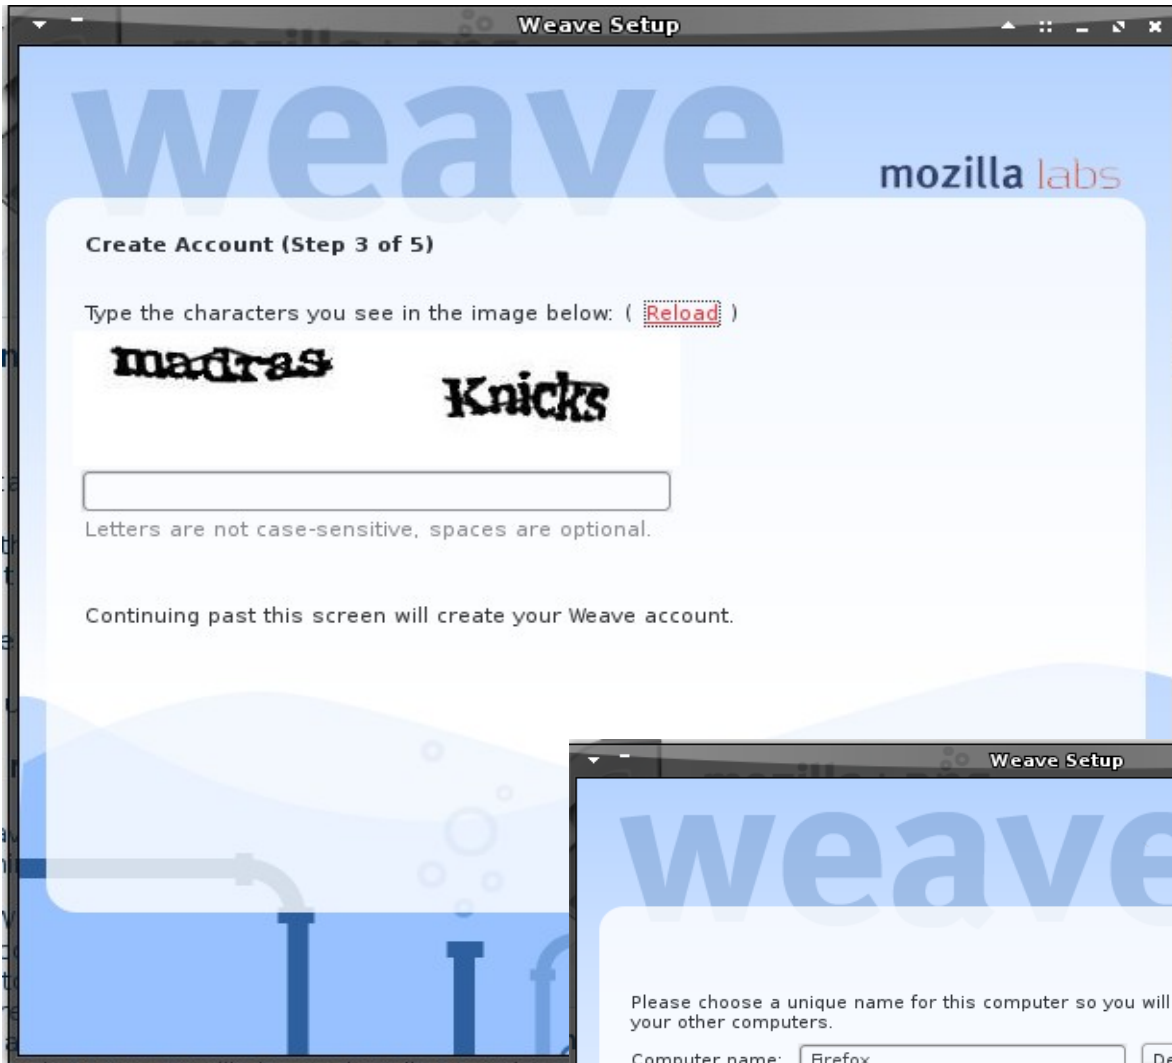 Weave Setup
weave
mozilla labs
Create Account (Step 3 of 5)
Type the characters you see in the image below: ( Reload )
madras Knicks
Letters are not case-sensitive, spaces are optional.
Continuing past this screen will create your Weave account.
Weave Setup
weave
Please choose a unique name for this computer so you will
your other computers.
Computer name: Firefox